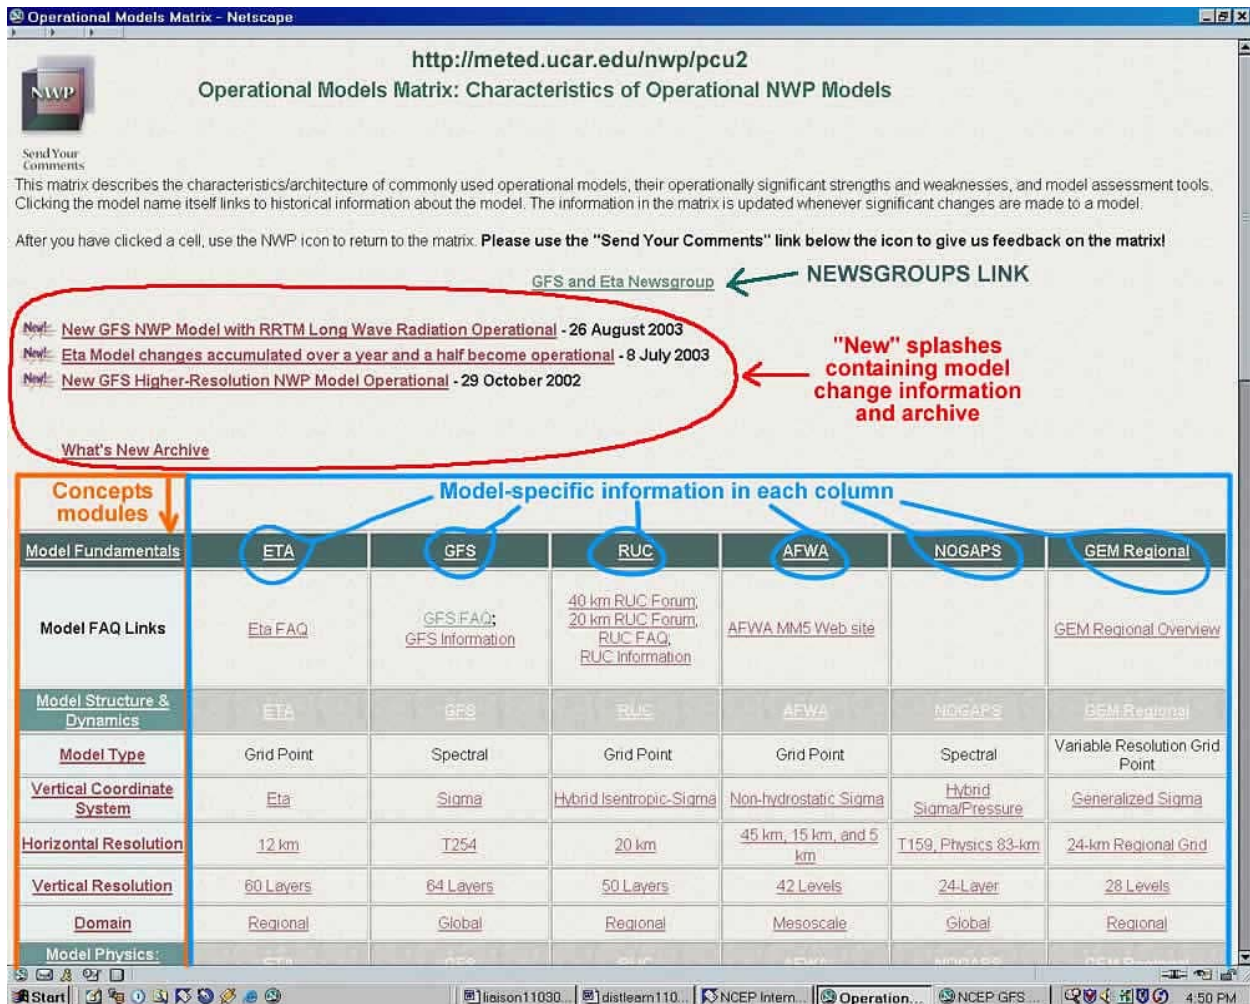 Operational Models Matrix - Netscape
http://meted.ucar.edu/nwp/pcu2
Operational Models Matrix: Characteristics of Operational NWP Models
NWP
Send Your
Comments
This matrix describes the characteristics/architecture of commonly used operational models, their operationally significant strengths and weaknesses, and model assessment tools.
Clicking the model name itself links to historical information about the model. The information in the matrix is updated whenever significant changes are made to a model.
After you have clicked a cell, use the NWP icon to return to the matrix. Please use the "Send Your Comments" link below the icon to give us feedback on the matrix!
GFS and Eta Newsgroup NEWSGROUPS LINK
New! New GFS NWP Model with RRTM Long Wave Radiation Operational - 26 August 2003
New! Eta Model changes accumulated over a year and a half become operational - 8 July 2003
New! New GFS Higher-Resolution NWP Model Operational - 29 October 2002
"New" splashes
containing model
change information
and archive
What's New Archive
Concepts
modules
Model-specific information in each column
Model Fundamentals ETA GFS RUC AFWA NOGAPS GEM Regional
Model FAQ Links
Eta FAQ
GFS FAQ;
GFS Information
40 km RUC Forum,
20 km RUC Forum,
RUC FAQ,
RUC Information
AFWA MM5 Web site
GEM Regional Overview
Model Structure &
Dynamics
ETA GFS RUC AFWA NOGAPS GEM Regional
Model Type Grid Point Spectral Grid Point Grid Point Spectral Variable Resolution Grid
Point
Vertical Coordinate
System
Eta Sigma Hybrid Isentropic-Sigma Non-hydrostatic Sigma Hybrid
Sigma/Pressure
Generalized Sigma
Horizontal Resolution 12 km T254 20 km 45 km, 15 km, and 5
km
T159, Physics 83-km 24-km Regional Grid
Vertical Resolution 60 Layers 64 Layers 50 Layers 42 Levels 24-Layer 28 Levels
Domain Regional Global Regional Mesoscale Global Regional
Model Physics:
ETA GFS RUC AFWA NOGAPS GEM Regional
Start liaison11030... distlearn110... NCEP Intern... Operation... NCEP GFS ... 4:50 PM